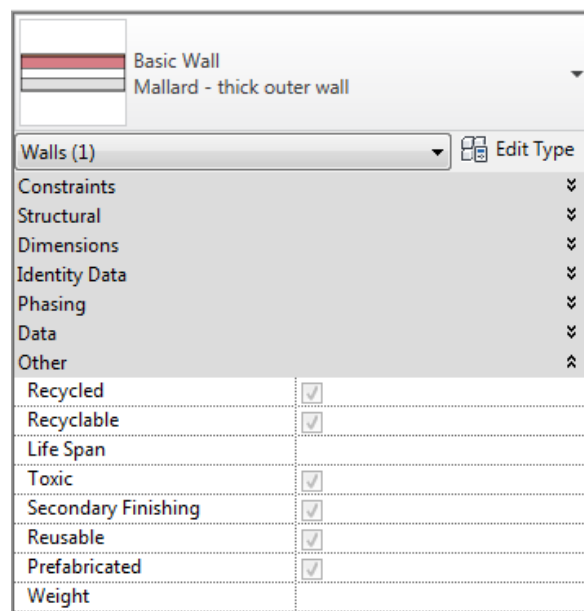 Basic Wall
Mallard - thick outer wall
Walls (1)
Edit Type
Constraints
Structural
Dimensions
Identity Data
Phasing
Data
Other
Recycled
Recyclable
Life Span
Toxic
Secondary Finishing
Reusable
Prefabricated
Weight